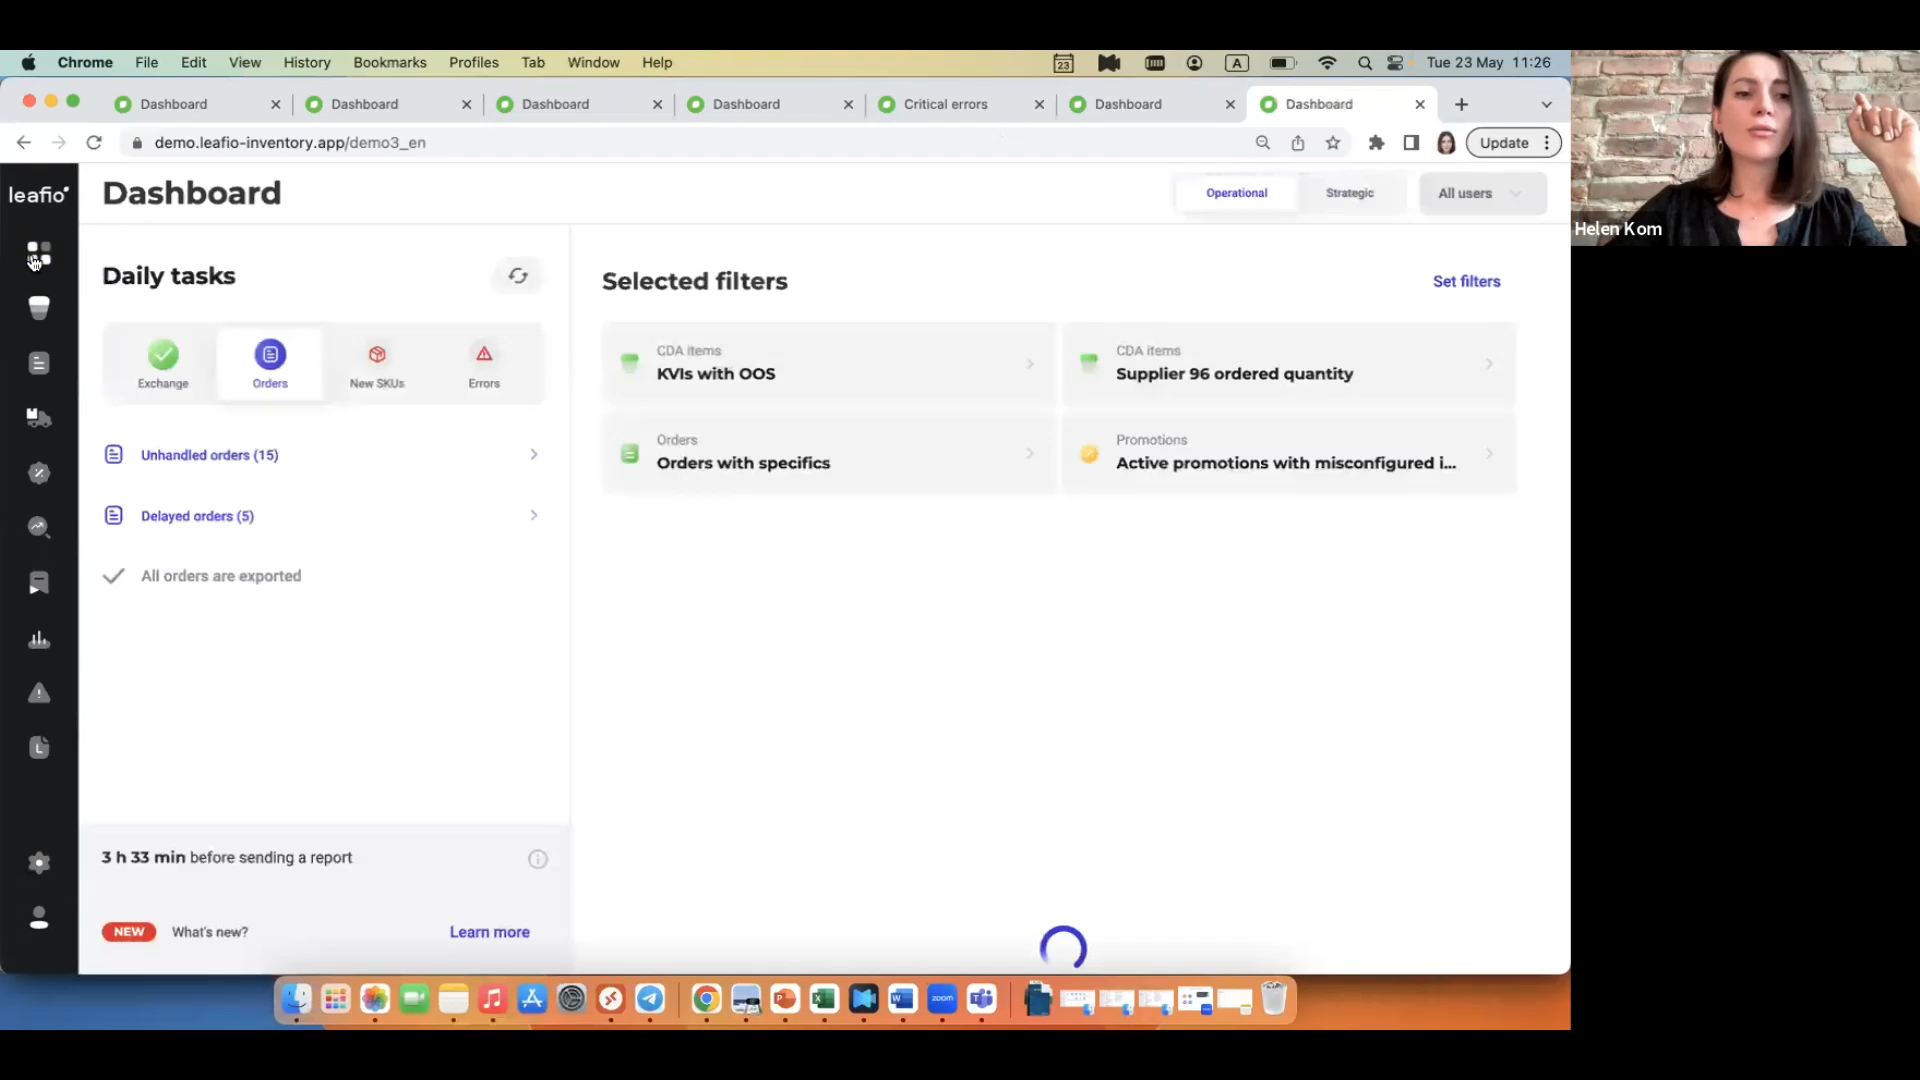 Chrome File Edit View History Bookmarks Profiles Tab Window Help 23 A Tue 23 May 11:26
Dashboard Dashboard Dashboard Dashboard Critical errors Dashboard Dashboard
demo.leafio-inventory.app/demo3_en Update
leafio
Dashboard Operational Strategic All users
Helen Kom
Daily tasks
Exchange Orders New SKUs Errors
Unhandled orders (15)
Delayed orders (5)
All orders are exported
3 h 33 min before sending a report
NEW What's new? Learn more
Selected filters Set filters
CDA items
KVIs with OOS
CDA items
Supplier 96 ordered quantity
Orders
Orders with specifics
Promotions
Active promotions with misconfigured i...
zoom